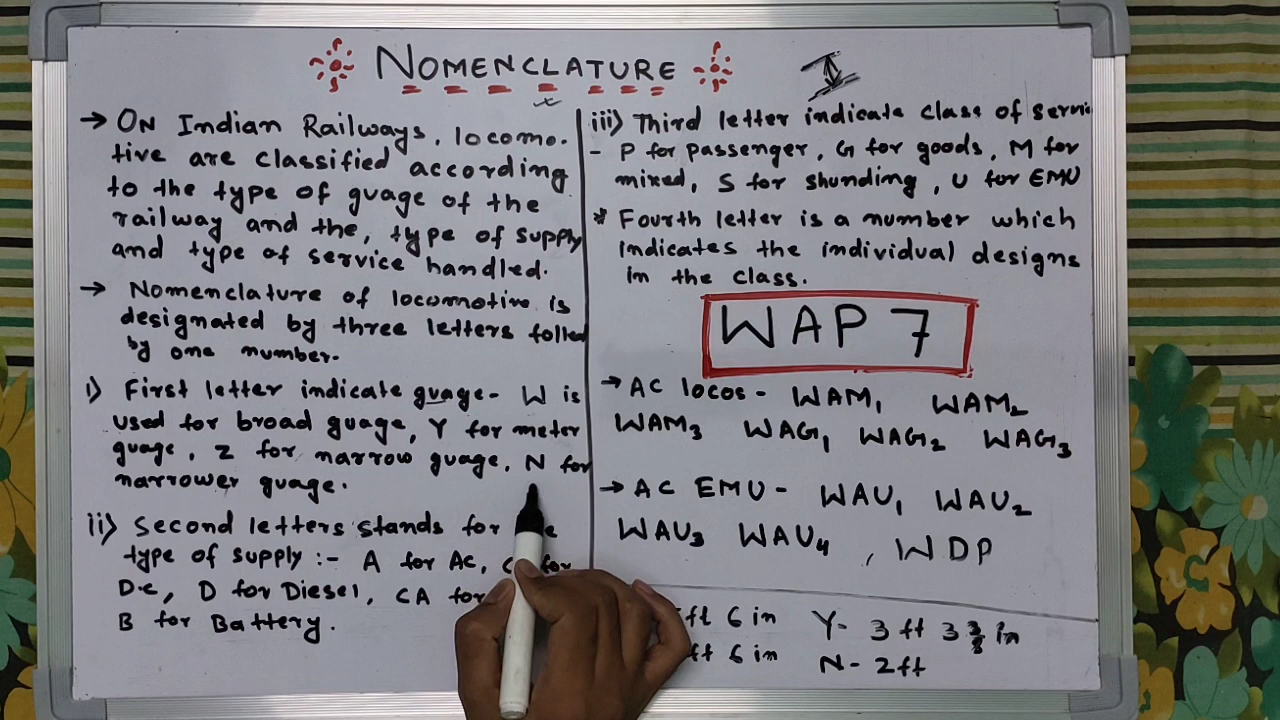 NOMENCLATURE
→ ON Indian Railways, locomo-
tive are classified according
to the type of guage of the
railway and the, type of supply
and type of service handled.
→ Nomenclature of locomotive is
designated by three letters
by one number.
i) First letter indicate guage - W is
used for broad guage, Y for meter
guage, Z for narrow guage, N for
narrower guage.
ii) Second letters stands for
type of supply :- A for AC, for
D.C, D for Diesel, CA for
B for Battery.
iii) Third letter indicate class of
- P for passenger, G for goods, M for
mixed, S for shunding, U for EMU
* Fourth letter is a number which
indicates the individual designs
in the class.
WAP 7
→ AC locos - WAM1 WAM2
WAM3 WAG1 WAG2 WAG3
→ AC EMU - WAU1 WAU2
WAU3 WAU4 , WDP
ft 6 in Y- 3 ft 3 3/8 in
ft 6 in N- 2ft